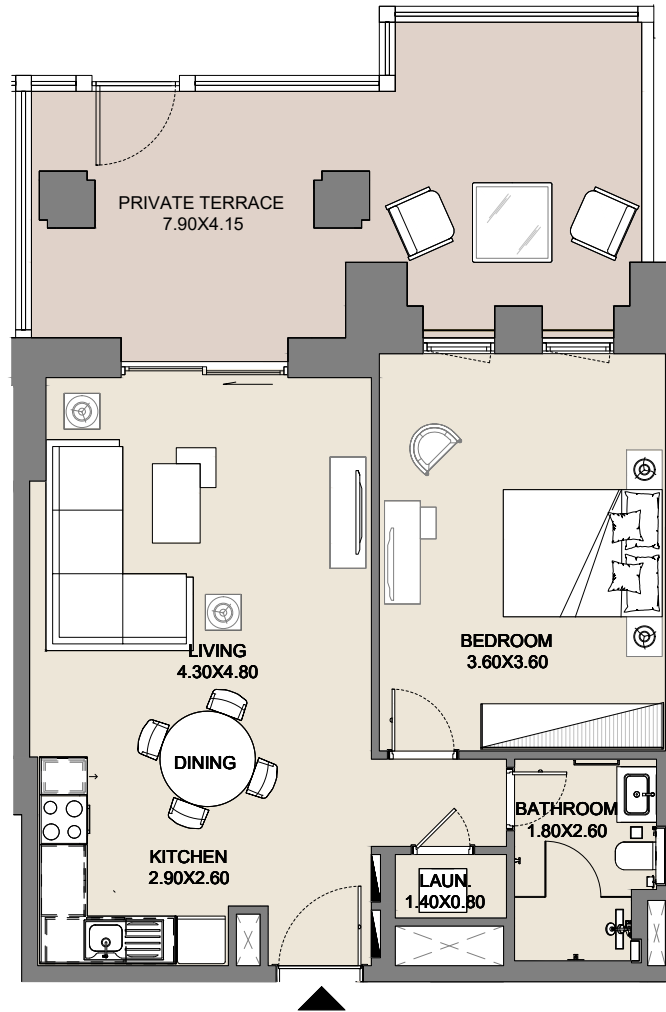 PRIVATE TERRACE
7.90X4.15
LIVING
4.30X4.80
BEDROOM
3.60X3.60
DINING
BATHROOM
1.80X2.60
KITCHEN
2.90X2.60
LAUN.
1.40X0.80